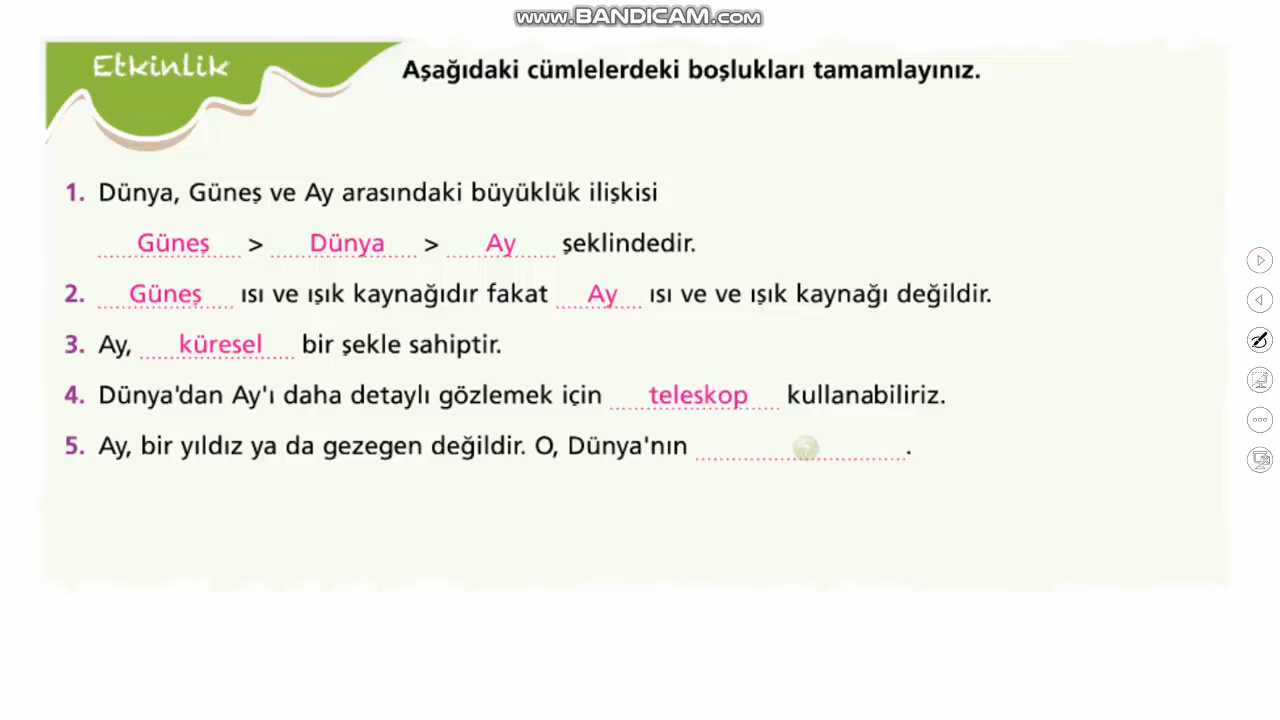 www.BANDICAM.com
Etkinlik
Aşağıdaki cümlelerdeki boşlukları tamamlayınız.
1. Dünya, Güneş ve Ay arasındaki büyüklük ilişkisi
Güneş > Dünya > Ay şeklindedir.
2. Güneş ısı ve ışık kaynağıdır fakat Ay ısı ve ve ışık kaynağı değildir.
3. Ay, küresel bir şekle sahiptir.
4. Dünya'dan Ay'ı daha detaylı gözlemek için teleskop kullanabiliriz.
5. Ay, bir yıldız ya da gezegen değildir. O, Dünya'nın ? .